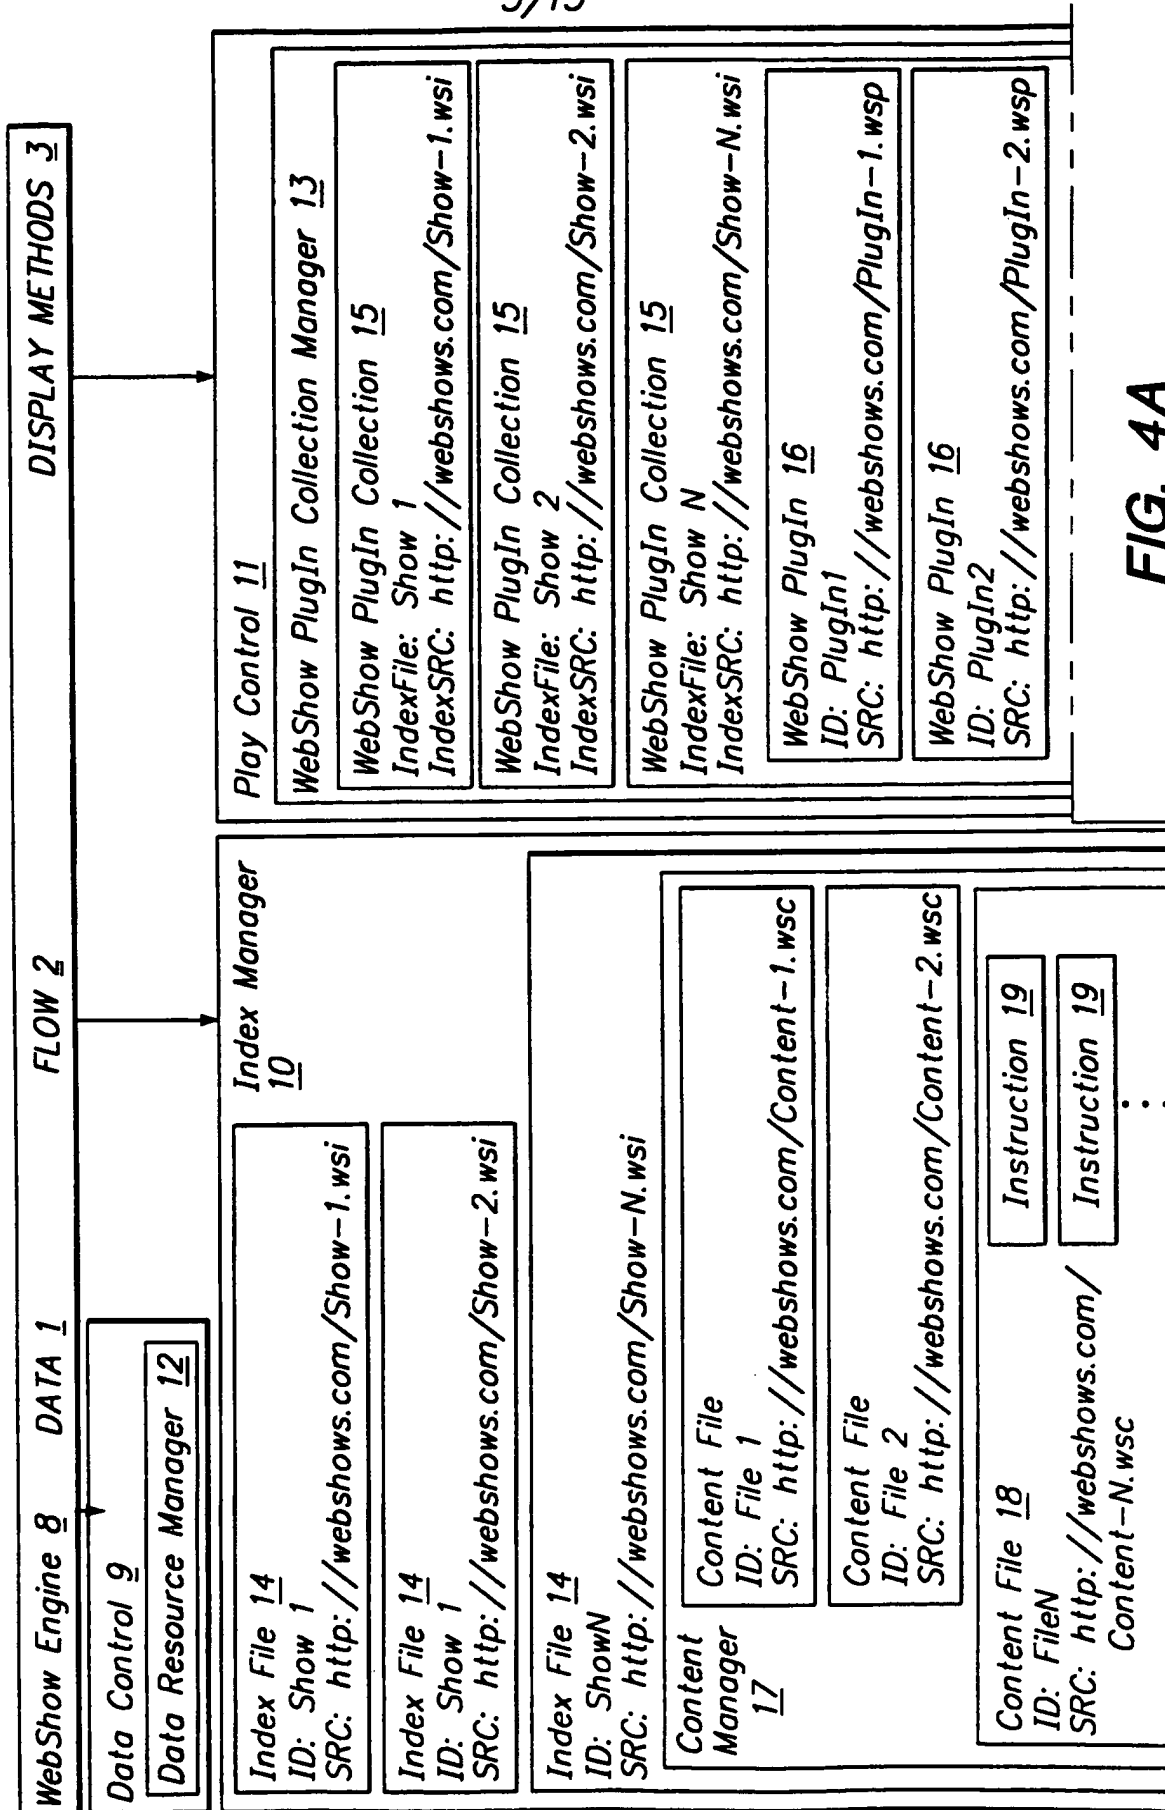 3/13
WebShow Engine 8 DATA 1 FLOW 2 DISPLAY METHODS 3
Data Control 9
Data Resource Manager 12
Index Manager
10
Index File 14
ID: Show 1
SRC: http://webshows.com/Show-1.wsi
Index File 14
ID: Show 1
SRC: http://webshows.com/Show-2.wsi
Index File 14
ID: ShowN
SRC: http://webshows.com/Show-N.wsi
Content
Manager
17
Content File
ID: File 1
SRC: http://webshows.com/Content-1.wsc
Content File
ID: File 2
SRC: http://webshows.com/Content-2.wsc
Content File 18
ID: FileN
SRC: http://webshows.com/
Content-N.wsc
Instruction 19
Instruction 19
Play Control 11
WebShow PlugIn Collection Manager 13
WebShow PlugIn Collection 15
IndexFile: Show 1
IndexSRC: http://webshows.com/Show-1.wsi
WebShow PlugIn Collection 15
IndexFile: Show 2
IndexSRC: http://webshows.com/Show-2.wsi
WebShow PlugIn Collection 15
IndexFile: Show N
IndexSRC: http://webshows.com/Show-N.wsi
WebShow PlugIn 16
ID: PlugIn1
SRC: http://webshows.com/PlugIn-1.wsp
WebShow PlugIn 16
ID: PlugIn2
SRC: http://webshows.com/PlugIn-2.wsp
FIG. 4A